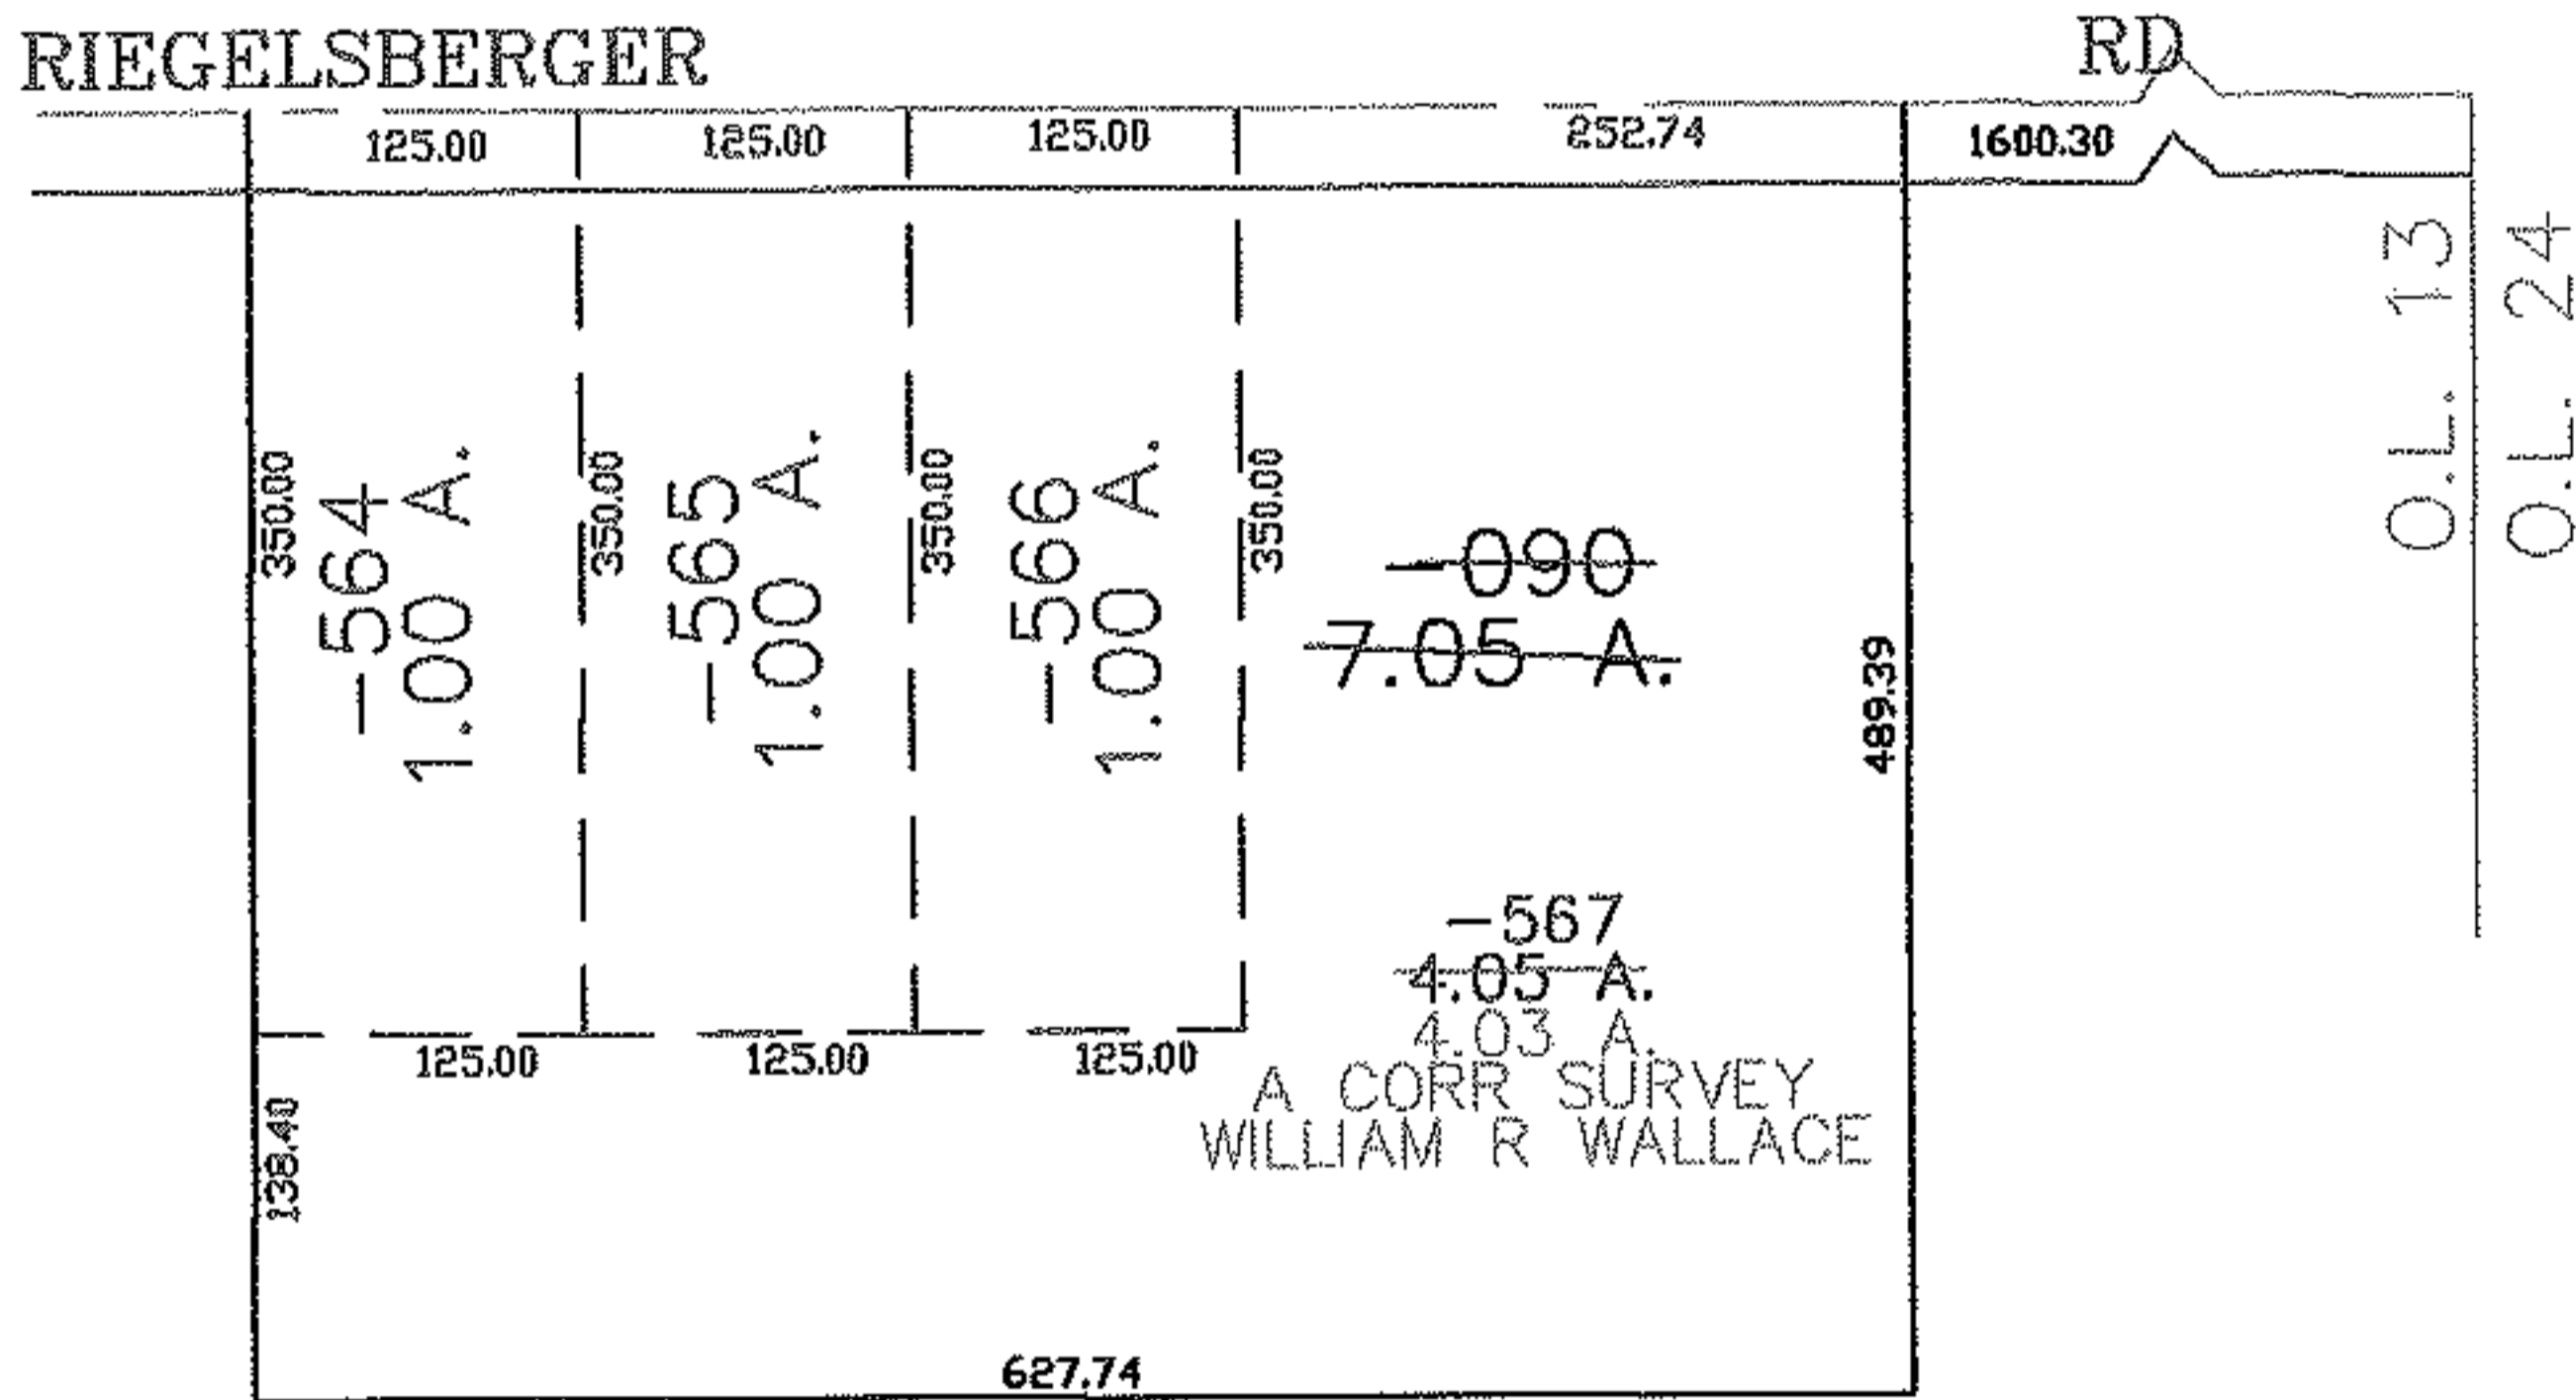 RIEGELSBERGER RD
125.00 125.00 125.00 252.74 1600.30
350.00
-564
1.00 A.
350.00
-565
1.00 A.
350.00
-566
1.00 A.
350.00
-090
7.05 A.
489.39
O.L. 13
O.L. 24
-567
4.05 A.
4.03 A.
A CORR SURVEY
WILLIAM R WALLACE
125.00 125.00 125.00
138.40
627.74